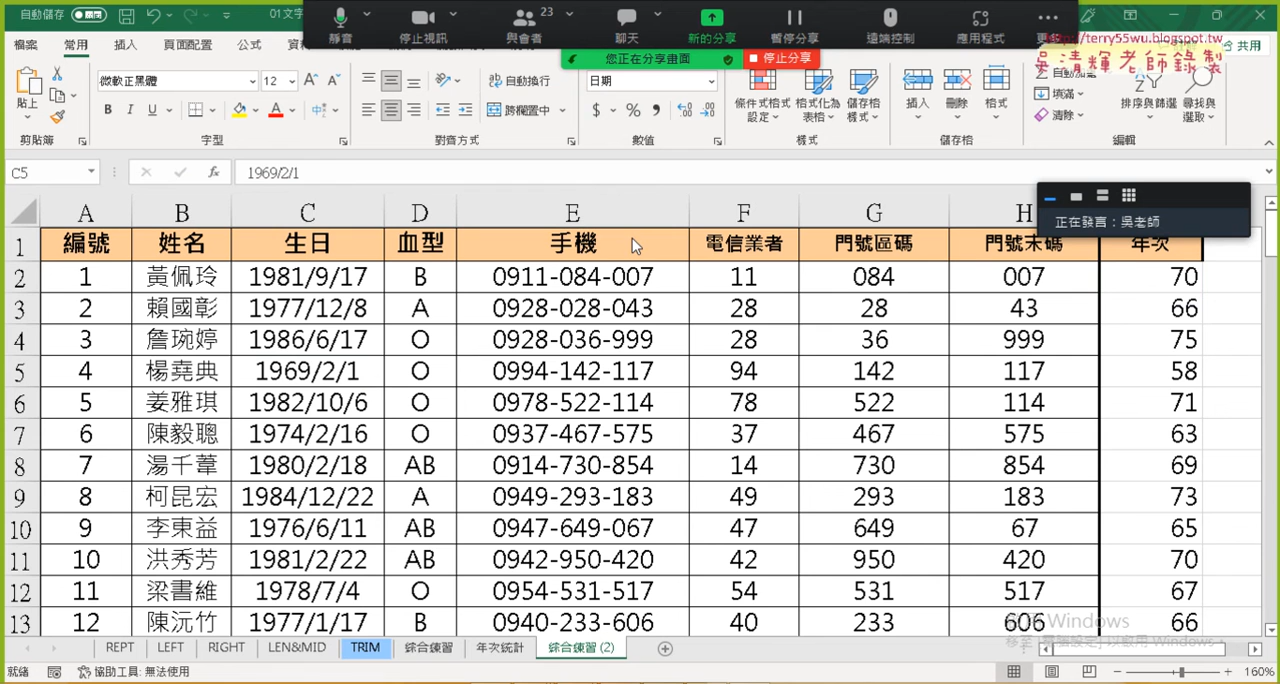 自動儲存 關閉 01文字 23
靜音 停止視訊 與會者 聊天 新的分享 暫停分享 遠端控制 應用程式
http://terry55wu.blogspot.tw
吳清輝老師錄製
您正在分享畫面 停止分享
檔案 常用 插入 頁面配置 公式 共用
貼上 微軟正黑體 12 自動換行 跨欄置中 日期 條件式格式設定 格式化為表格 儲存格樣式 插入 刪除 格式 填滿 清除 排序與篩選 尋找與選取
B I U A $ %
剪貼簿 字型 對齊方式 數值 樣式 儲存格 編輯
C5 fx 1969/2/1
正在發言：吳老師
A B C D E F G H
1 編號 姓名 生日 血型 手機 電信業者 門號區碼 門號末碼 年次
2 1 黃佩玲 1981/9/17 B 0911-084-007 11 084 007 70
3 2 賴國彰 1977/12/8 A 0928-028-043 28 28 43 66
4 3 詹琬婷 1986/6/17 O 0928-036-999 28 36 999 75
5 4 楊堯典 1969/2/1 O 0994-142-117 94 142 117 58
6 5 姜雅琪 1982/10/6 O 0978-522-114 78 522 114 71
7 6 陳毅聰 1974/2/16 O 0937-467-575 37 467 575 63
8 7 湯千葦 1980/2/18 AB 0914-730-854 14 730 854 69
9 8 柯昆宏 1984/12/22 A 0949-293-183 49 293 183 73
10 9 李東益 1976/6/11 AB 0947-649-067 47 649 67 65
11 10 洪秀芳 1981/2/22 AB 0942-950-420 42 950 420 70
12 11 梁書維 1978/7/4 O 0954-531-517 54 531 517 67
13 12 陳沅竹 1977/1/17 B 0940-233-606 40 233 606 66
Windows
REPT LEFT RIGHT LEN&MID TRIM 綜合練習 年次統計 綜合練習 (2)
就緒 協助工具: 無法使用 160%